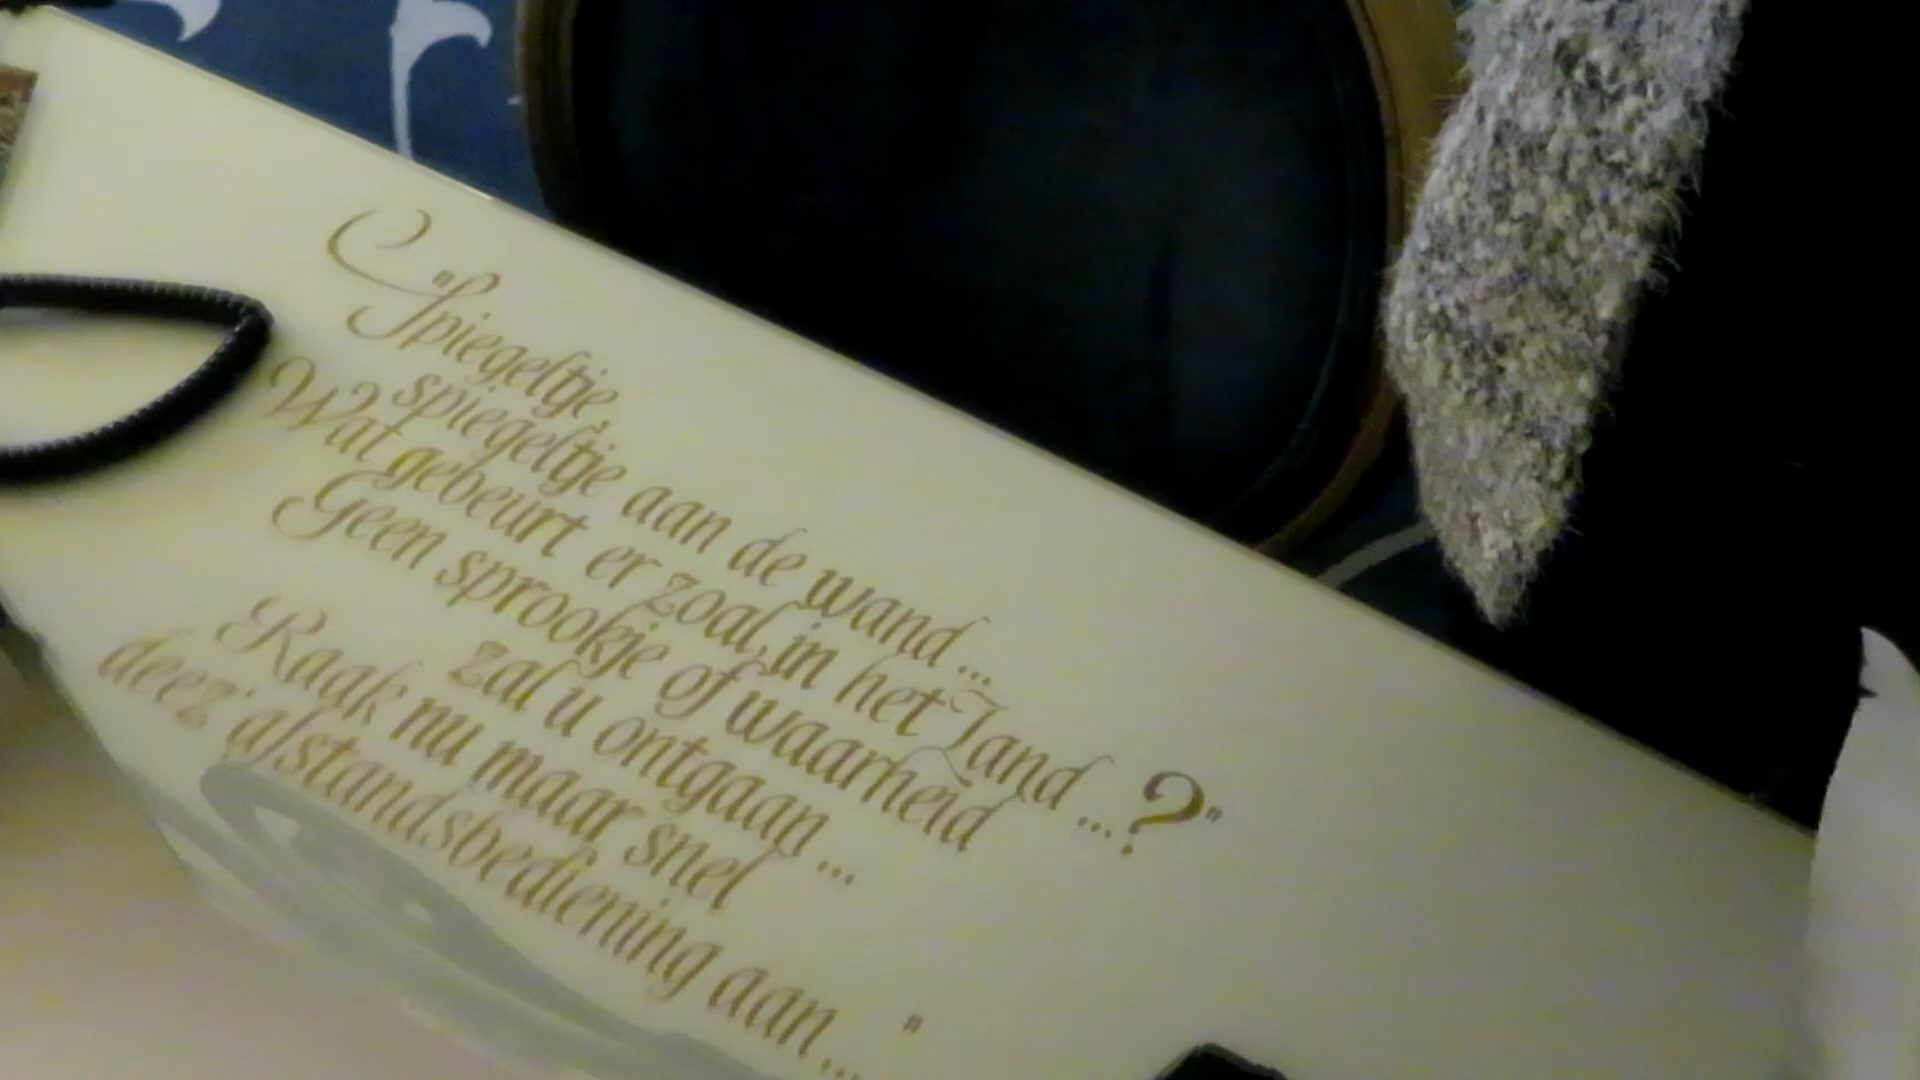 "Spiegeltje,
spiegeltje aan de wand...
Wat gebeurt er zoal in het land...?"
Geen sprookje of waarheid
zal u ontgaan...
Raak nu maar snel
deez' afstandsbediening aan..."